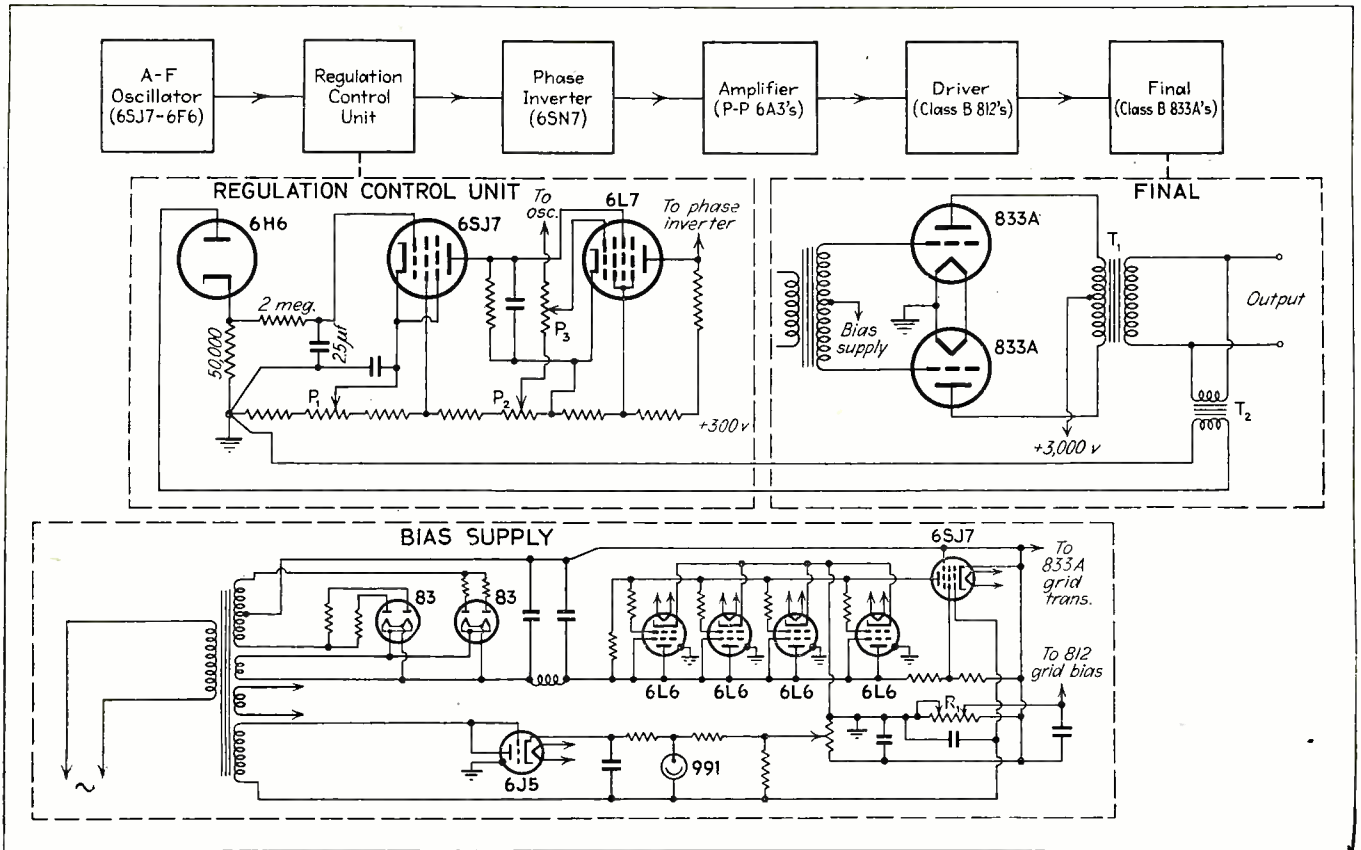 A-F
Oscillator
(6SJ7-6F6)
Regulation
Control
Unit
Phase
Inverter
(6SN7)
Amplifier
(P-P 6A3's)
Driver
(Class B 812's)
Final
(Class B 833A's)
REGULATION CONTROL UNIT
6H6
6SJ7
To
osc.
6L7
To phase
inverter
2 meg.
50,000
.25µf
P1
P3
P2
+300 v
FINAL
833A
T1
Bias
supply
833A
Output
+3,000 v
T2
BIAS SUPPLY
83
83
6SJ7
To
833A
grid
trans.
6L6
6L6
6L6
6L6
To 812
grid bias
R1
6J5
991
~